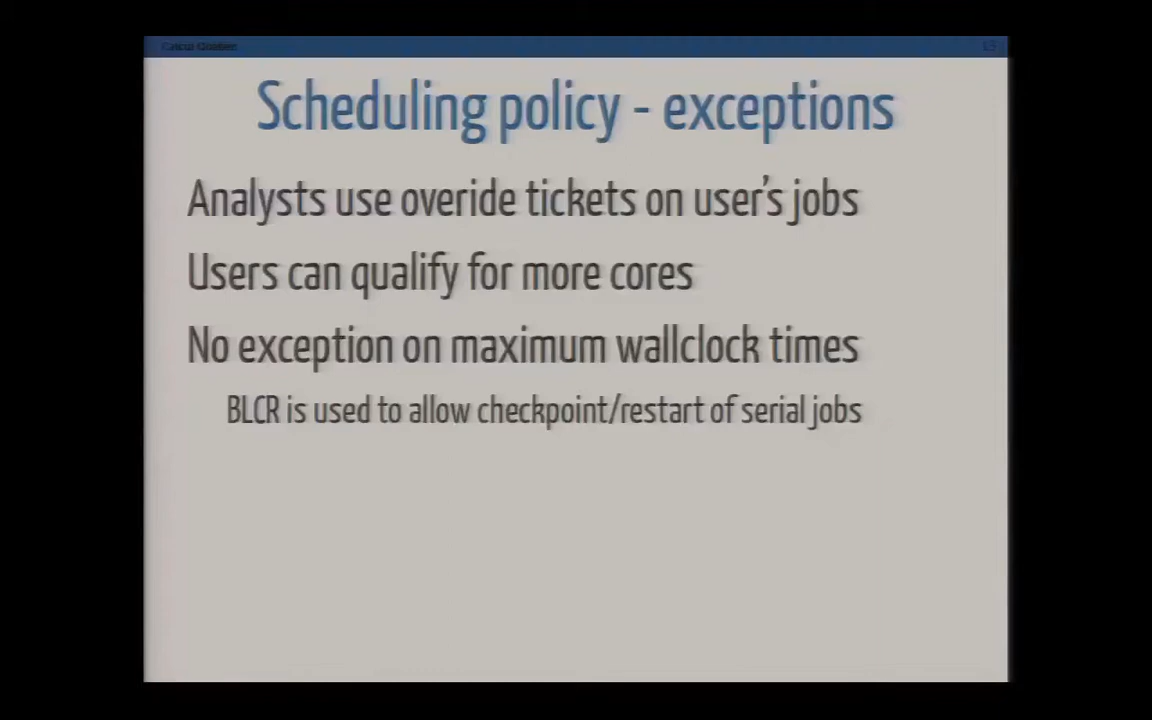 13
Scheduling policy - exceptions
Analysts use overide tickets on user's jobs
Users can qualify for more cores
No exception on maximum wallclock times
BLCR is used to allow checkpoint/restart of serial jobs